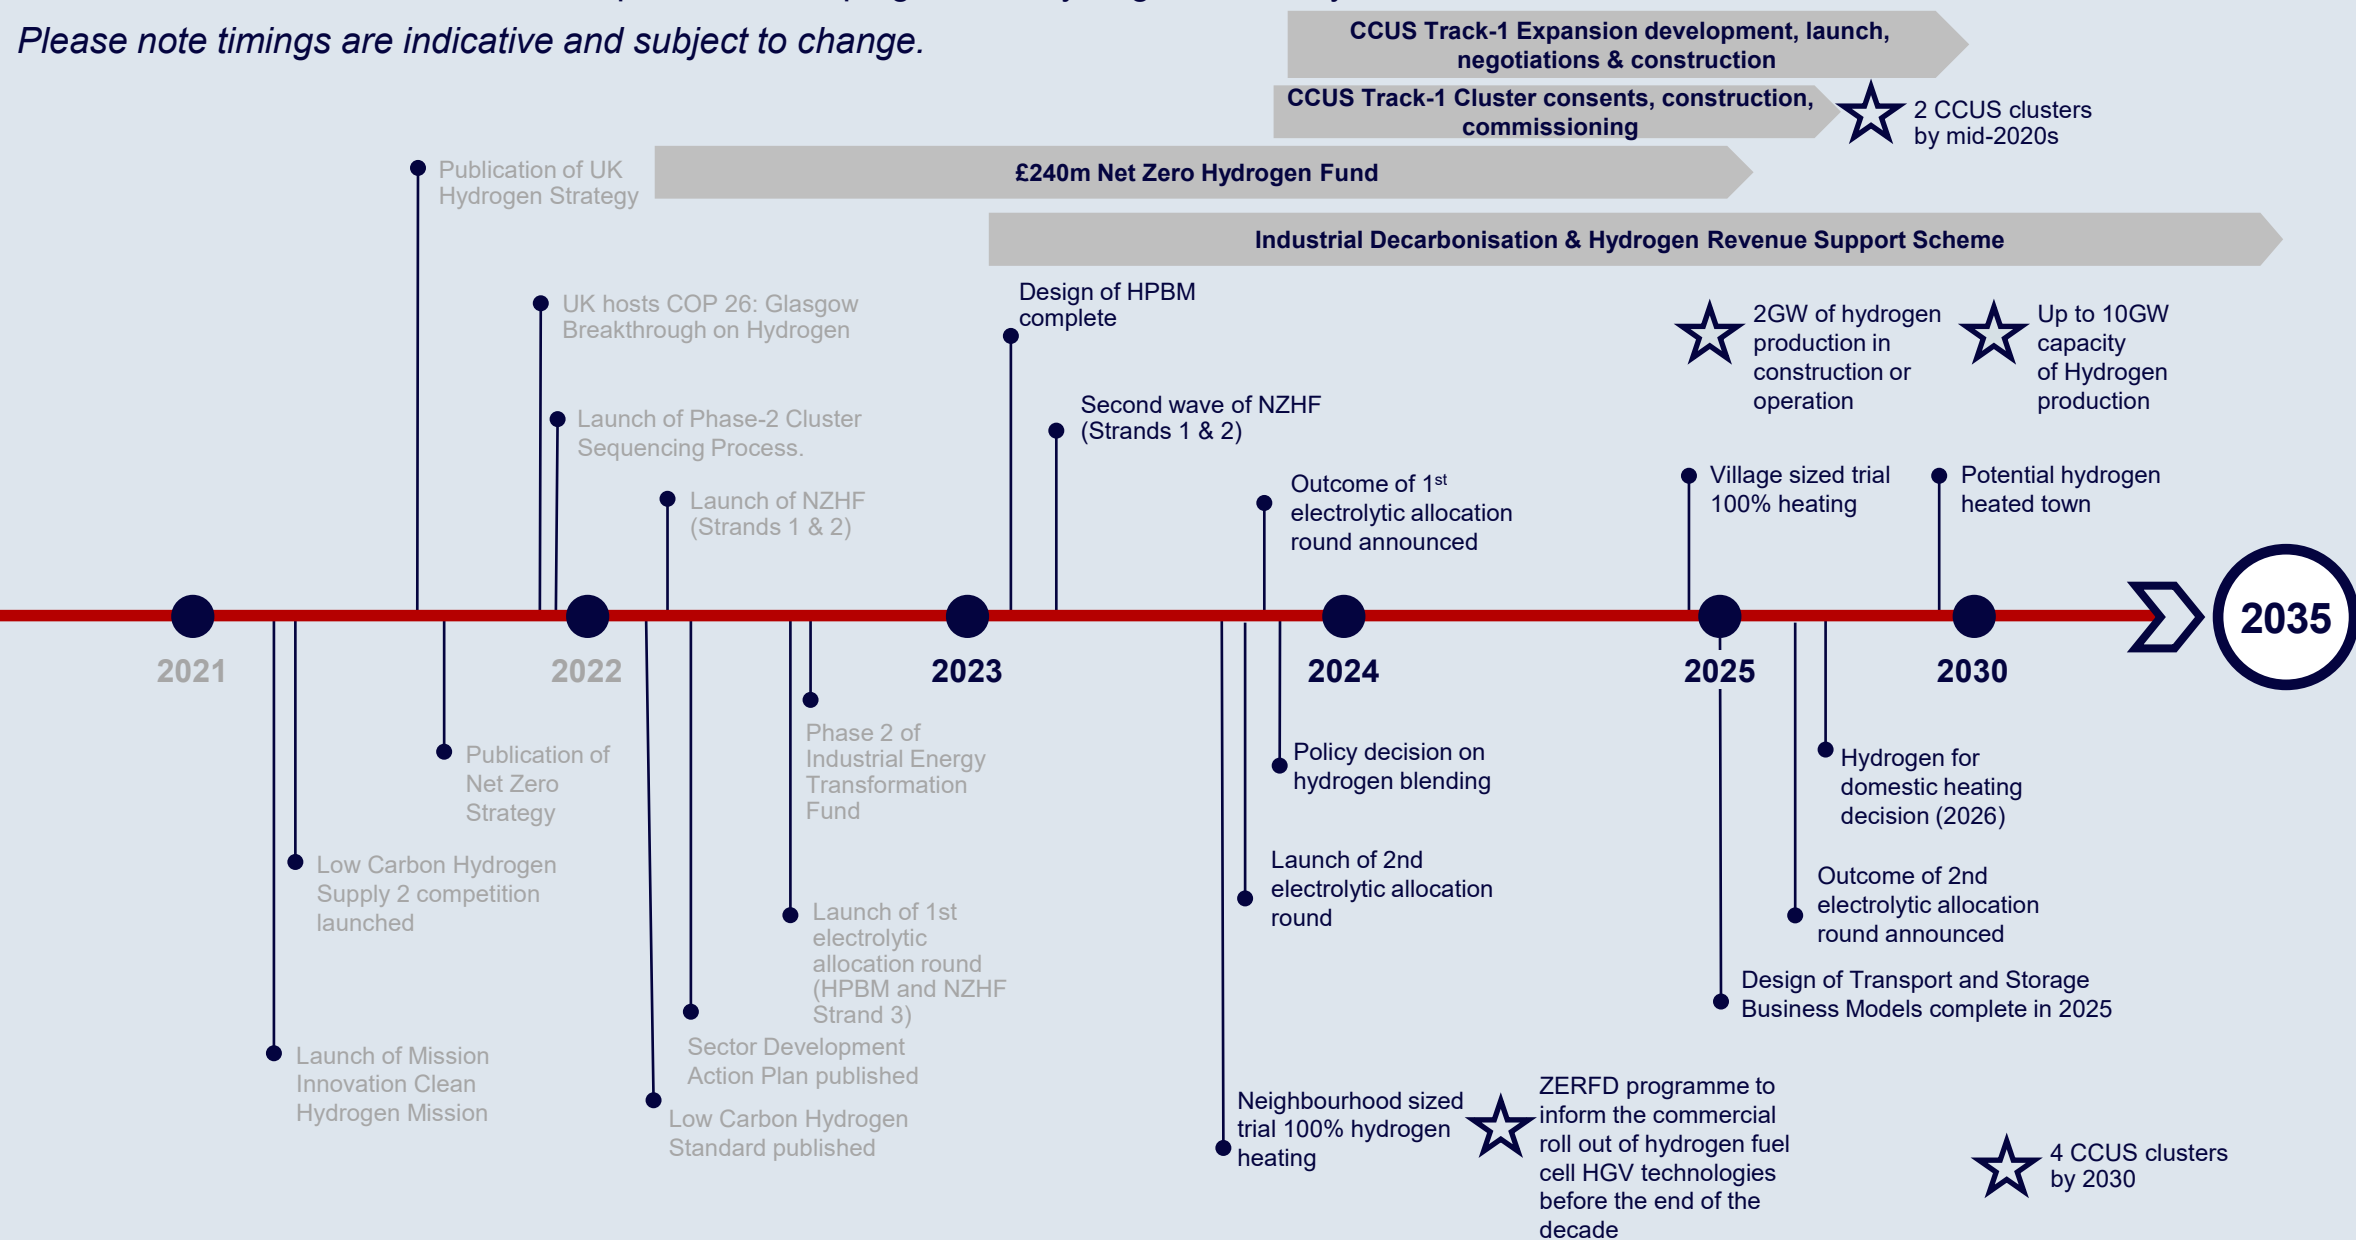 Please note timings are indicative and subject to change.
CCUS Track-1 Expansion development, launch,
negotiations & construction
CCUS Track-1 Cluster consents, construction,
commissioning
2 CCUS clusters
by mid-2020s
Publication of UK
Hydrogen Strategy
£240m Net Zero Hydrogen Fund
Industrial Decarbonisation & Hydrogen Revenue Support Scheme
UK hosts COP 26: Glasgow
Breakthrough on Hydrogen
Design of HPBM
complete
2GW of hydrogen
production in
construction or
operation
Up to 10GW
capacity
of Hydrogen
production
Launch of Phase-2 Cluster
Sequencing Process.
Second wave of NZHF
(Strands 1 & 2)
Launch of NZHF
(Strands 1 & 2)
Outcome of 1st
electrolytic allocation
round announced
Village sized trial
100% heating
Potential hydrogen
heated town
2021
2022
2023
2024
2025
2030
2035
Publication of
Net Zero
Strategy
Phase 2 of
Industrial Energy
Transformation
Fund
Policy decision on
hydrogen blending
Hydrogen for
domestic heating
decision (2026)
Low Carbon Hydrogen
Supply 2 competition
launched
Launch of 1st
electrolytic
allocation round
(HPBM and NZHF
Strand 3)
Launch of 2nd
electrolytic allocation
round
Outcome of 2nd
electrolytic allocation
round announced
Design of Transport and Storage
Business Models complete in 2025
Launch of Mission
Innovation Clean
Hydrogen Mission
Sector Development
Action Plan published
Low Carbon Hydrogen
Standard published
Neighbourhood sized
trial 100% hydrogen
heating
ZERFD programme to
inform the commercial
roll out of hydrogen fuel
cell HGV technologies
before the end of the
decade
4 CCUS clusters
by 2030